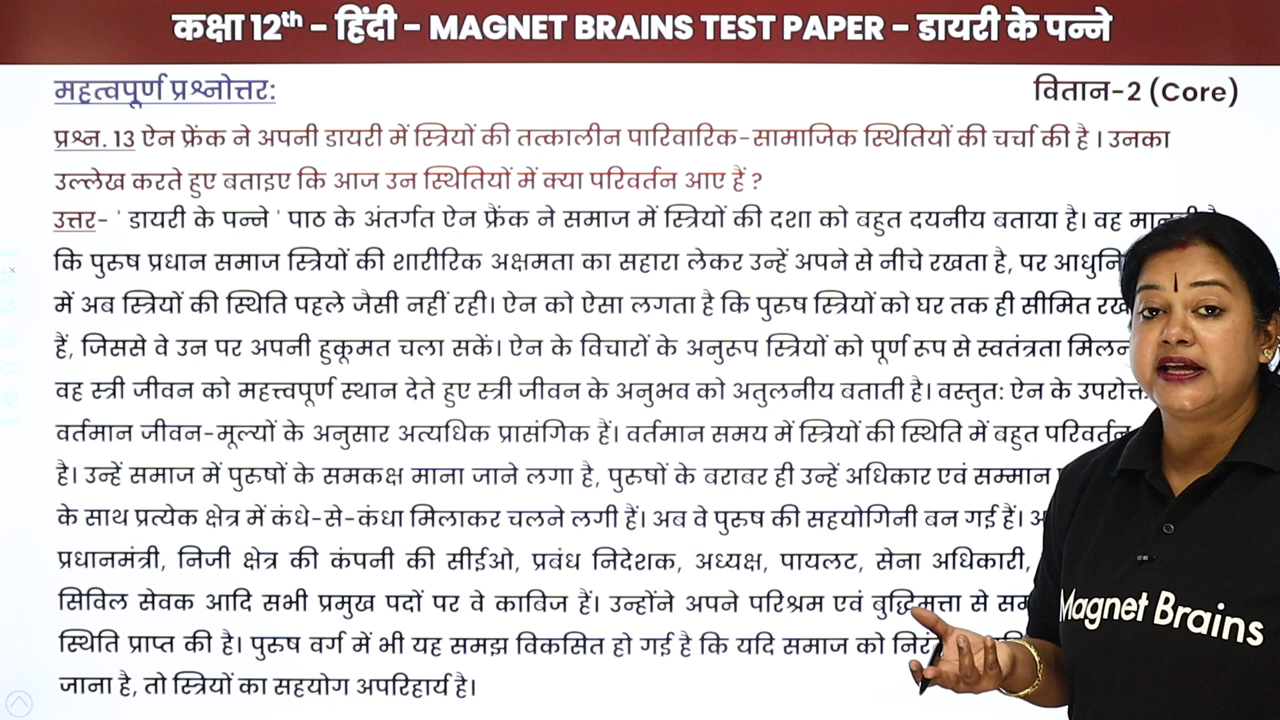 कक्षा 12th - हिंदी - MAGNET BRAINS TEST PAPER - डायरी के पन्ने
महत्वपूर्ण प्रश्नोत्तर: वितान-2 (Core)
प्रश्न. 13 ऐन फ्रेंक ने अपनी डायरी में स्त्रियों की तत्कालीन पारिवारिक-सामाजिक स्थितियों की चर्चा की है । उनका
उल्लेख करते हुए बताइए कि आज उन स्थितियों में क्या परिवर्तन आए हैं ?
उत्तर- ' डायरी के पन्ने ' पाठ के अंतर्गत ऐन फ्रैंक ने समाज में स्त्रियों की दशा को बहुत दयनीय बताया है। वह
कि पुरुष प्रधान समाज स्त्रियों की शारीरिक अक्षमता का सहारा लेकर उन्हें अपने से नीचे रखता है, पर
में अब स्त्रियों की स्थिति पहले जैसी नहीं रही। ऐन को ऐसा लगता है कि पुरुष स्त्रियों को घर तक ही सीमित
हैं, जिससे वे उन पर अपनी हुकूमत चला सकें। ऐन के विचारों के अनुरूप स्त्रियों को पूर्ण रूप से स्वतंत्रता
वह स्त्री जीवन को महत्त्वपूर्ण स्थान देते हुए स्त्री जीवन के अनुभव को अतुलनीय बताती है। वस्तुत: ऐन के
वर्तमान जीवन-मूल्यों के अनुसार अत्यधिक प्रासंगिक हैं। वर्तमान समय में स्त्रियों की स्थिति में बहुत
है। उन्हें समाज में पुरुषों के समकक्ष माना जाने लगा है, पुरुषों के बराबर ही उन्हें अधिकार एवं सम्मान
के साथ प्रत्येक क्षेत्र में कंधे-से-कंधा मिलाकर चलने लगी हैं। अब वे पुरुष की सहयोगिनी बन गई हैं।
प्रधानमंत्री, निजी क्षेत्र की कंपनी की सीईओ, प्रबंध निदेशक, अध्यक्ष, पायलट, सेना अधिकारी,
सिविल सेवक आदि सभी प्रमुख पदों पर वे काबिज हैं। उन्होंने अपने परिश्रम एवं बुद्धिमत्ता से
स्थिति प्राप्त की है। पुरुष वर्ग में भी यह समझ विकसित हो गई है कि यदि समाज को
जाना है, तो स्त्रियों का सहयोग अपरिहार्य है।
Magnet Brains